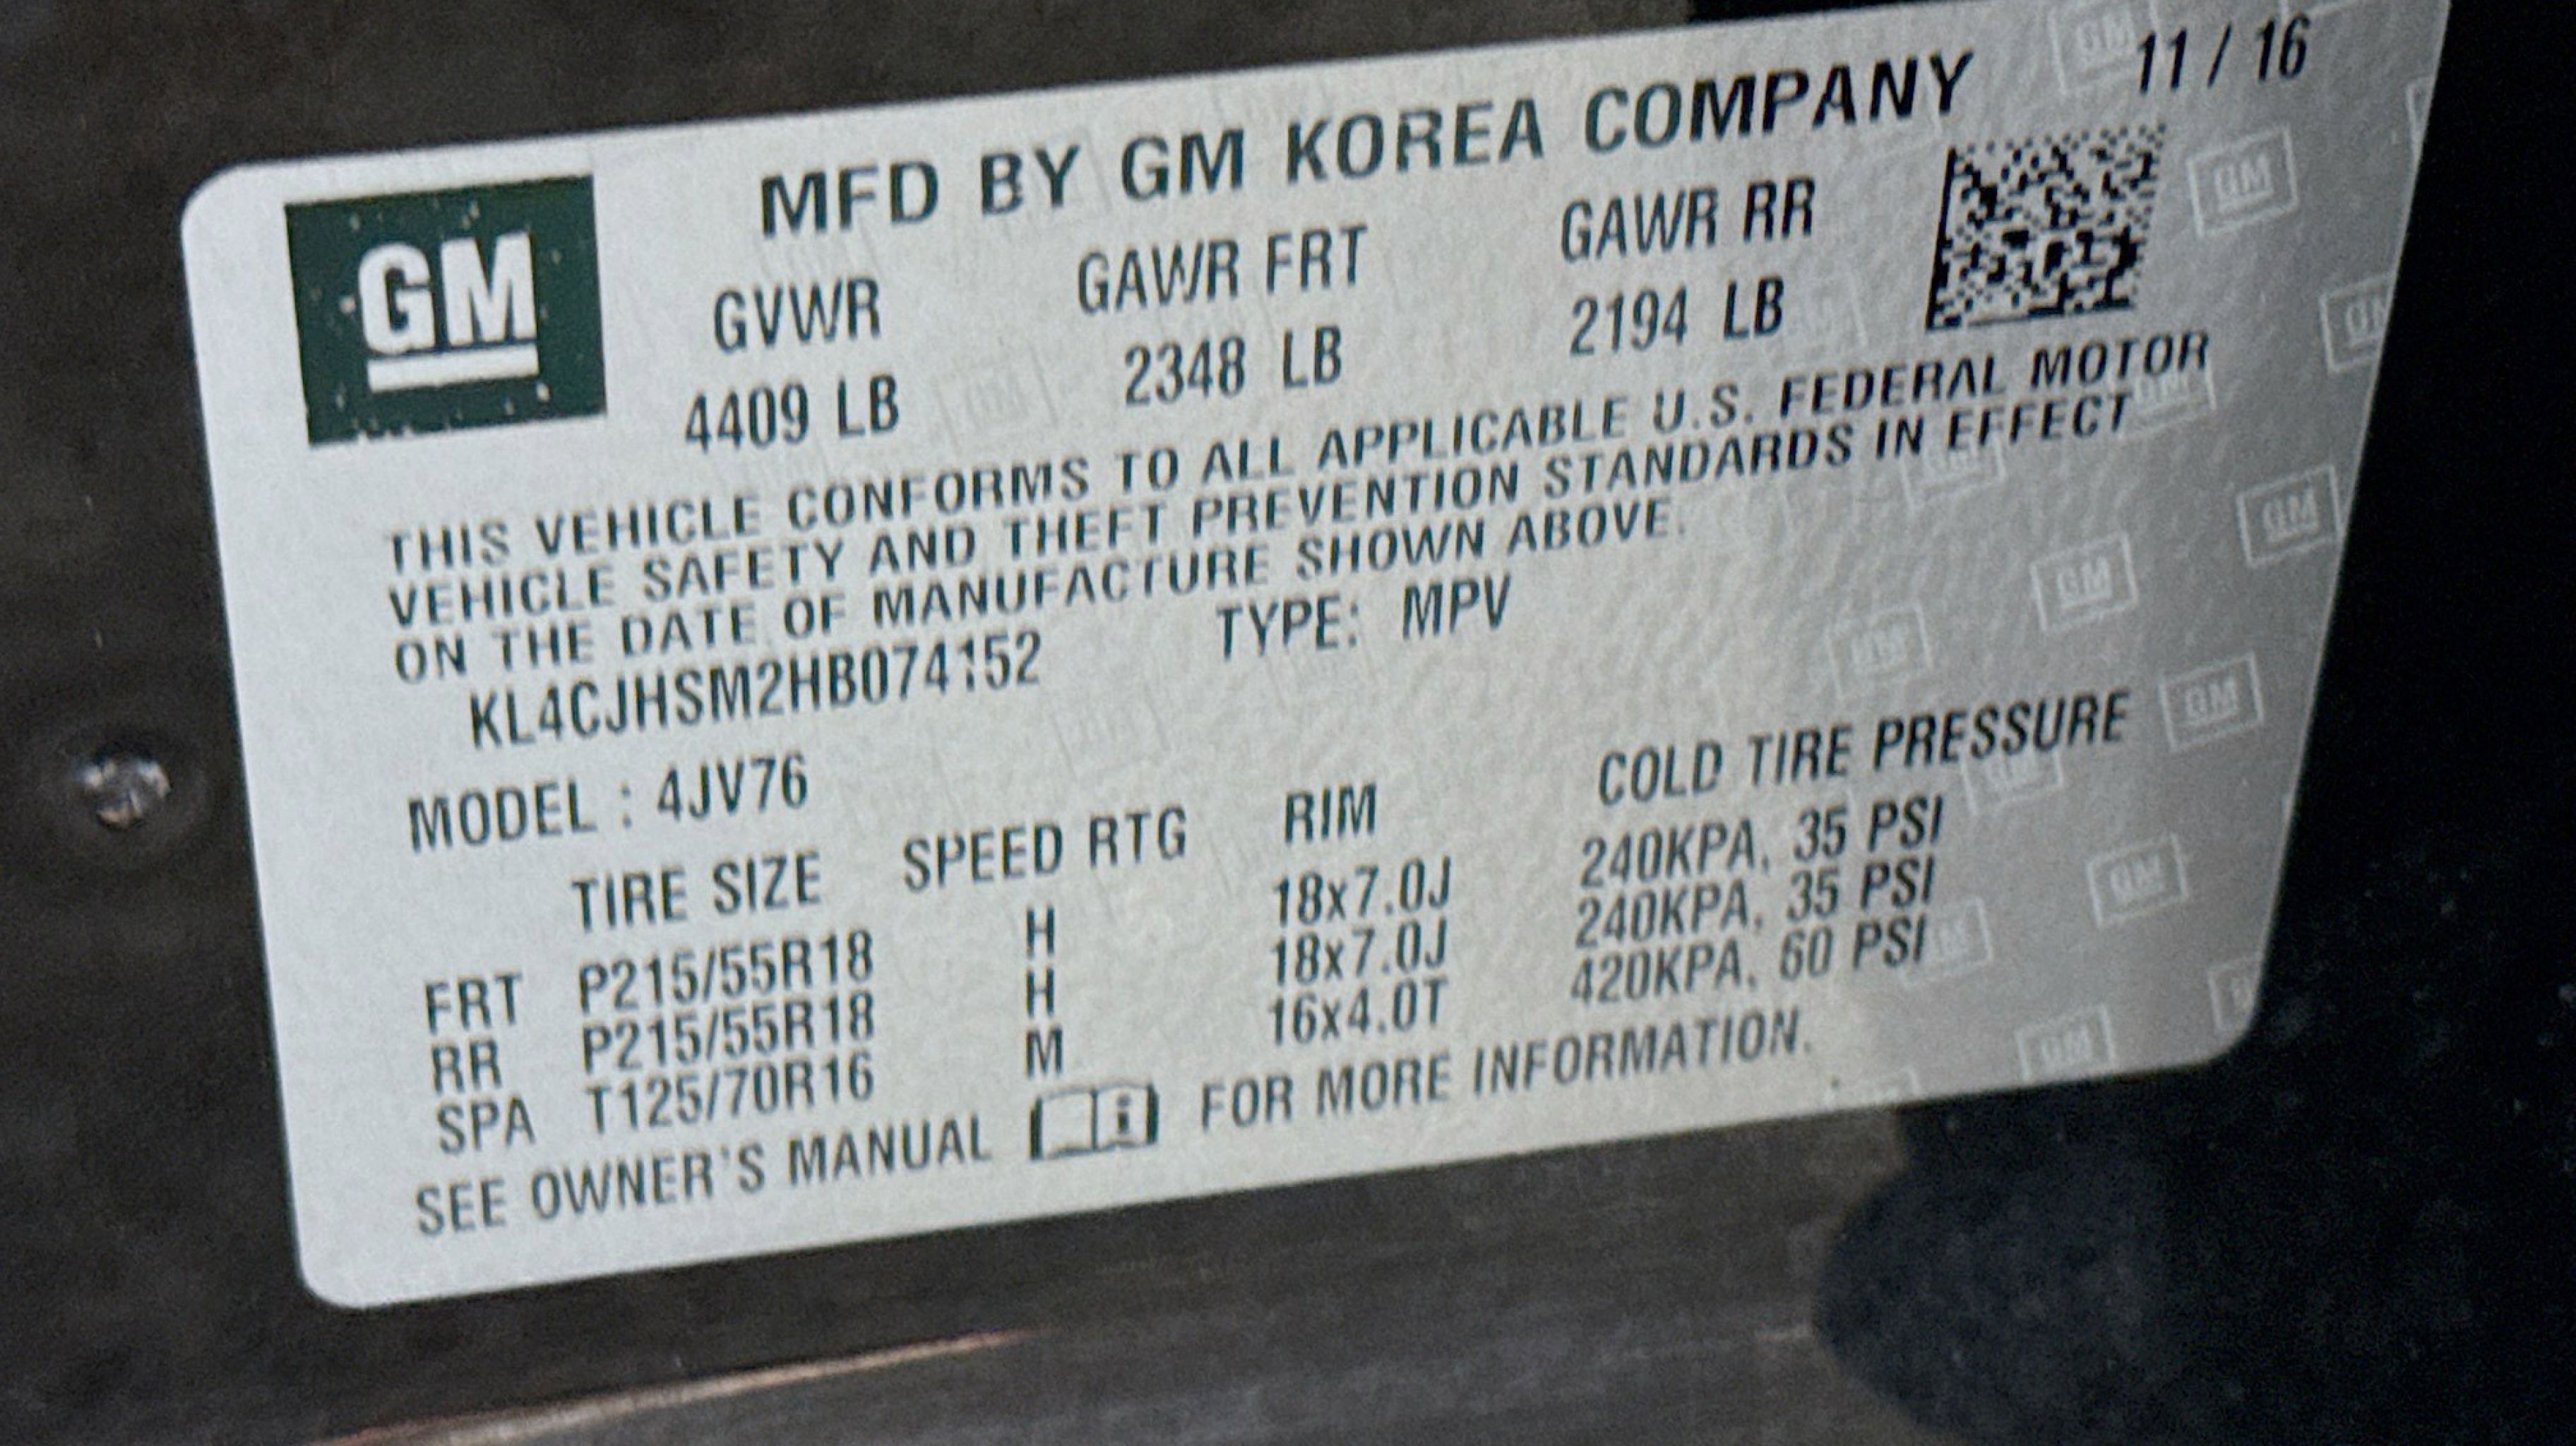 11 / 16
GM
MFD BY GM KOREA COMPANY
GVWR GAWR FRT GAWR RR
4409 LB 2348 LB 2194 LB
THIS VEHICLE CONFORMS TO ALL APPLICABLE U.S. FEDERAL MOTOR
VEHICLE SAFETY AND THEFT PREVENTION STANDARDS IN EFFECT
ON THE DATE OF MANUFACTURE SHOWN ABOVE.
KL4CJHSM2HB074152 TYPE: MPV
MODEL : 4JV76
TIRE SIZE SPEED RTG RIM COLD TIRE PRESSURE
FRT P215/55R18 H 18x7.0J 240KPA, 35 PSI
RR P215/55R18 H 18x7.0J 240KPA, 35 PSI
SPA T125/70R16 M 16x4.0T 420KPA, 60 PSI
SEE OWNER'S MANUAL FOR MORE INFORMATION.